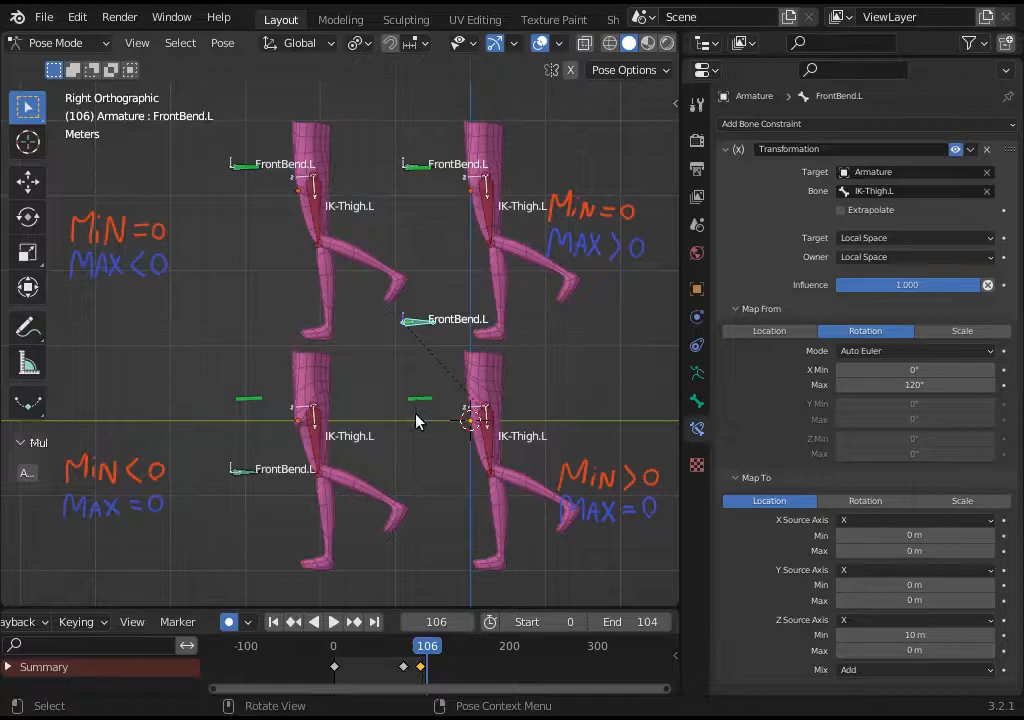 File Edit Render Window Help Layout Modeling Sculpting UV Editing Texture Paint Sh Scene ViewLayer
Pose Mode View Select Pose Global
X Pose Options
Right Orthographic
(106) Armature : FrontBend.L
Meters
FrontBend.L FrontBend.L
IK-Thigh.L IK-Thigh.L
MIN=0 MIN=0
MAX<0 MAX>0
FrontBend.L
IK-Thigh.L IK-Thigh.L
Mul
A...
FrontBend.L
MIN<0 MIN>0
MAX=0 MAX=0
Armature FrontBend.L
Add Bone Constraint
(x) Transformation
Target Armature
Bone IK-Thigh.L
Extrapolate
Target Local Space
Owner Local Space
Influence 1.000
Map From
Location Rotation Scale
Mode Auto Euler
X Min 0°
Max 120°
Y Min 0°
Max 0°
Z Min 0°
Max 0°
Map To
Location Rotation Scale
X Source Axis X
Min 0 m
Max 0 m
Y Source Axis X
Min 0 m
Max 0 m
Z Source Axis X
Min 10 m
Max 0 m
Mix Add
ayback Keying View Marker 106 Start 0 End 104
-100 0 106 200 300
Summary
Select Rotate View Pose Context Menu 3.2.1